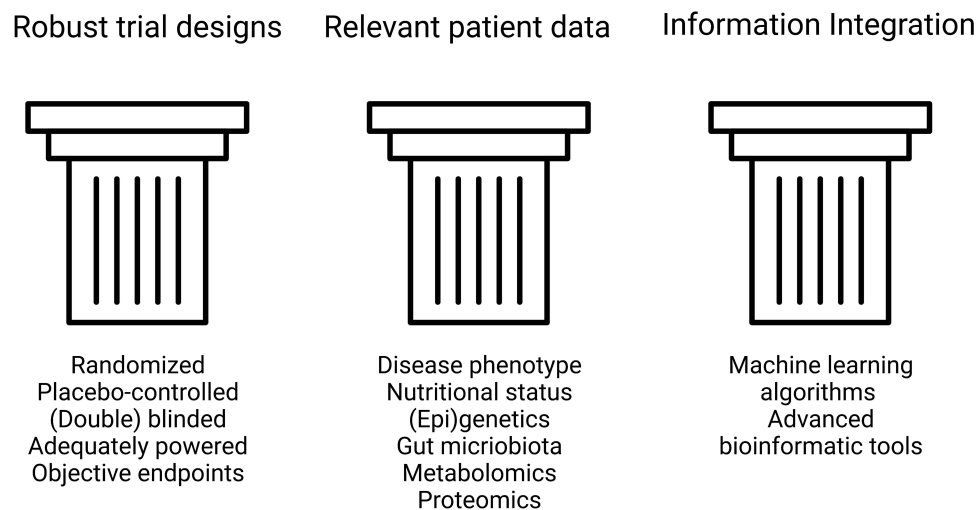 Robust trial designs
Relevant patient data
Information Integration
Randomized
Placebo-controlled
(Double) blinded
Adequately powered
Objective endpoints
Disease phenotype
Nutritional status
(Epi)genetics
Gut micriobiota
Metabolomics
Proteomics
Machine learning
algorithms
Advanced
bioinformatic tools